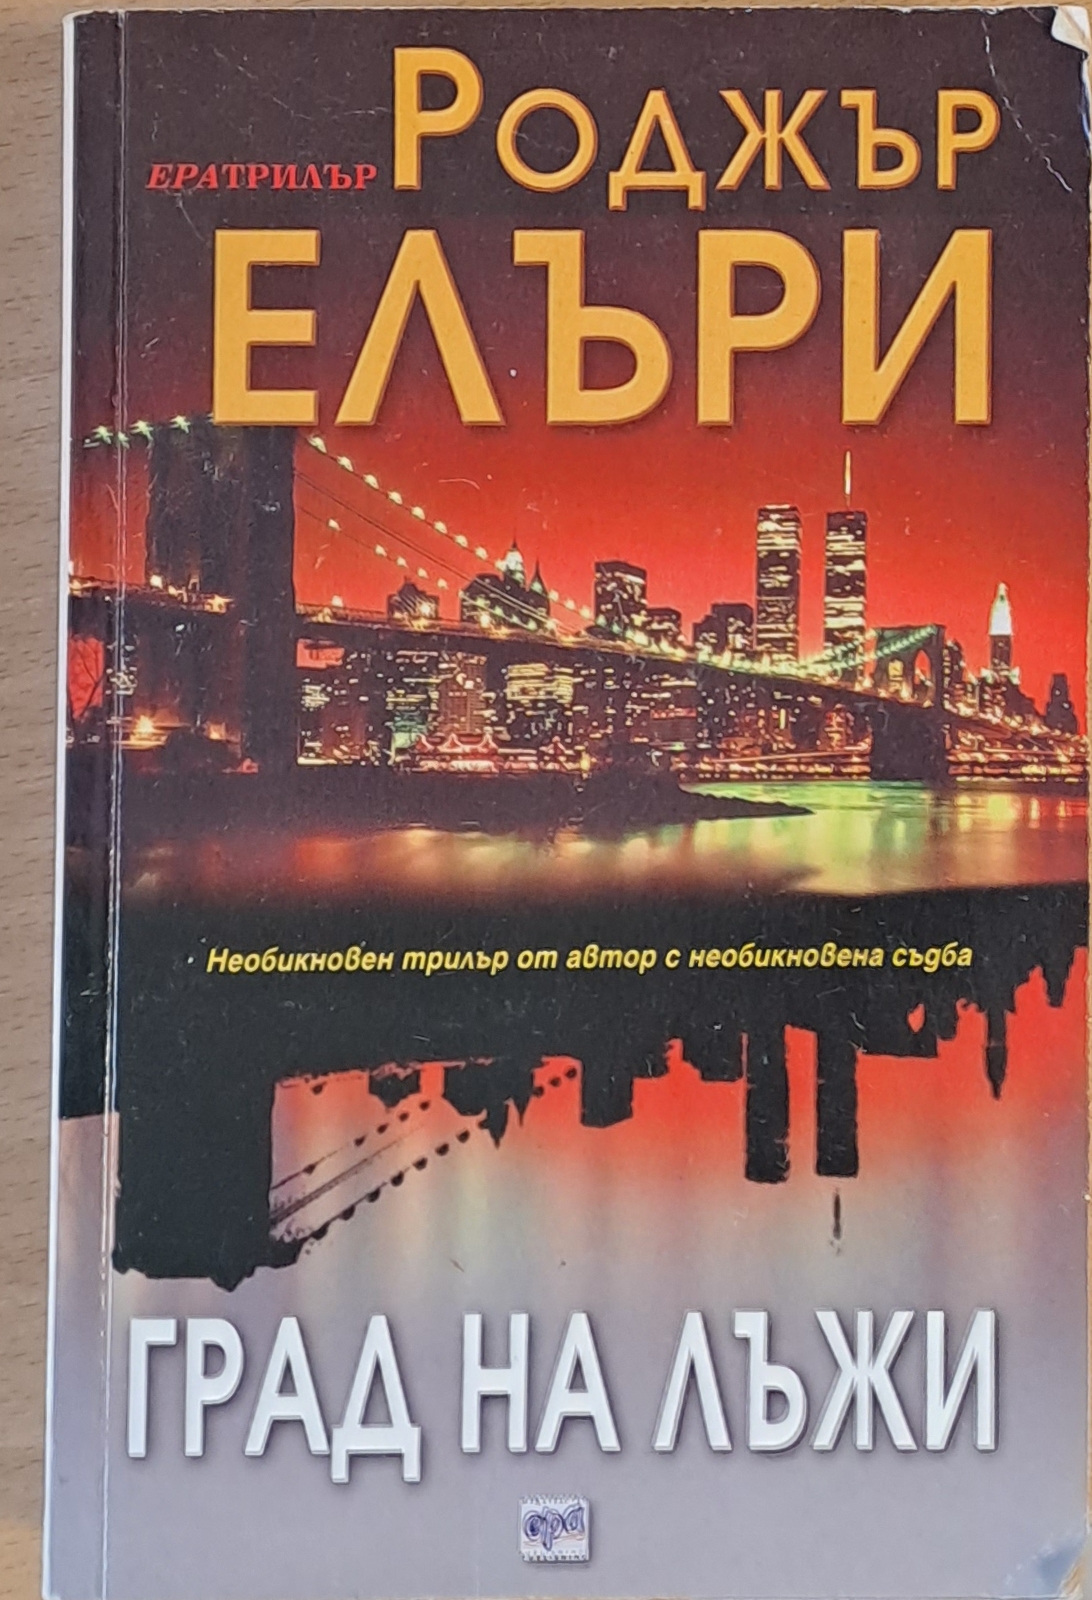 РОДЖЪР
ЕРАТРИЛЪР
ЕЛЪРИ
Необикновен трилър от автор с необикновена съдба
ГРАД НА ЛЪЖИ
ера